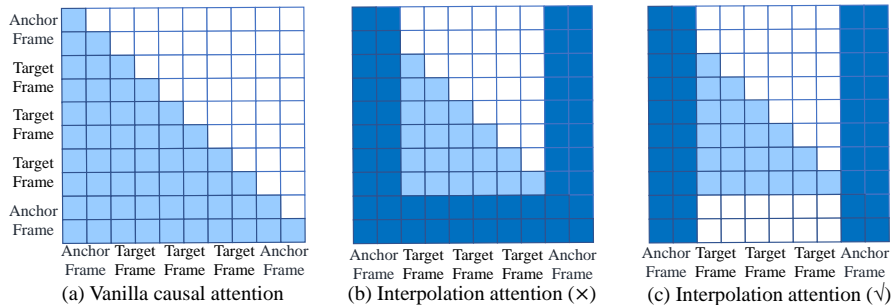 Anchor
Frame
Target
Frame
Target
Frame
Target
Frame
Anchor
Frame
Anchor Target Target Target Anchor
Frame Frame Frame Frame Frame
(a) Vanilla causal attention
Anchor Target Target Target Anchor
Frame Frame Frame Frame Frame
(b) Interpolation attention (×)
Anchor Target Target Target Anchor
Frame Frame Frame Frame Frame
(c) Interpolation attention (√)